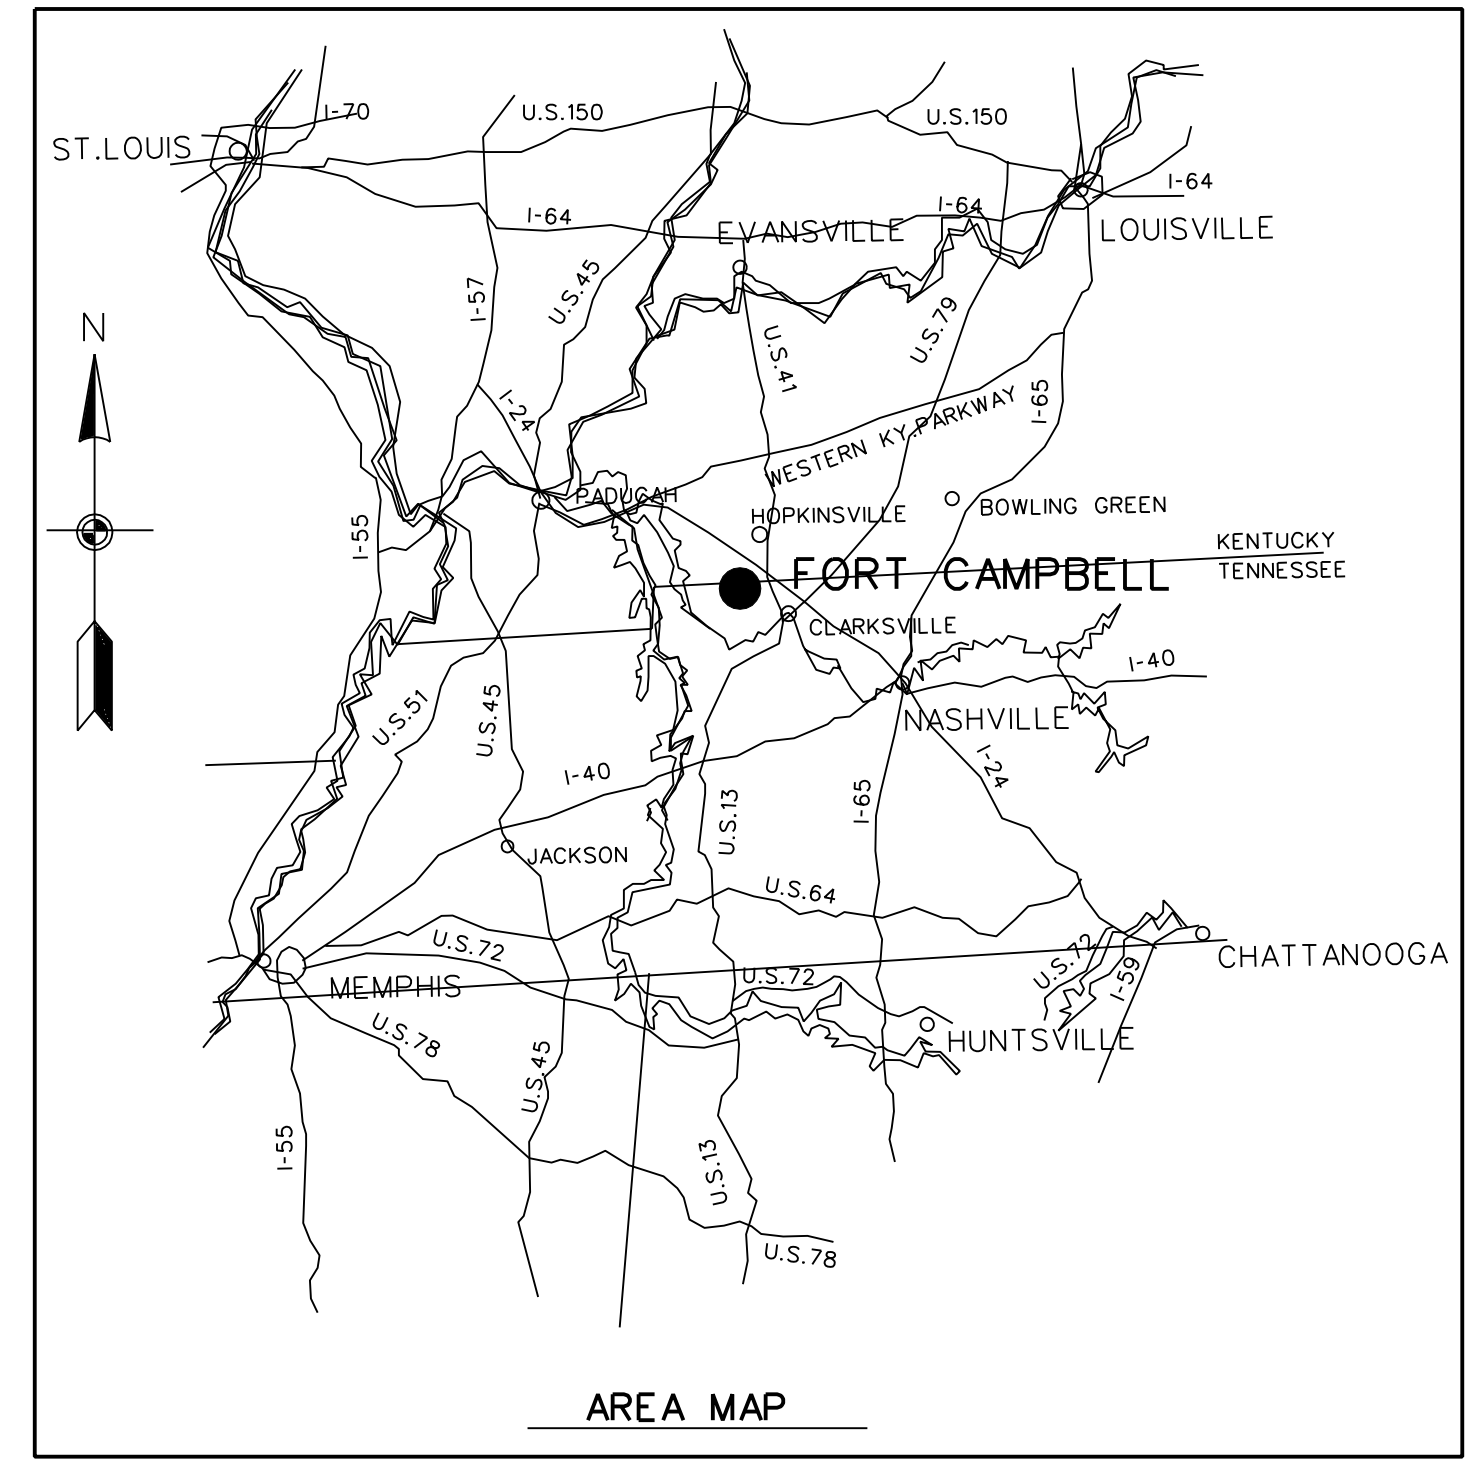 I-70
U.S.150
U.S.150
ST.LOUIS
I-64
I-64
I-64
EVANSVILLE
LOUISVILLE
I-57
U.S.45
N
U.S.41
U.S.79
I-24
WESTERN KY.PARKWAY
I-65
PADUCAH
HOPKINSVILLE
BOWLING GREEN
I-55
KENTUCKY
TENNESSEE
FORT CAMPBELL
CLARKSVILLE
I-40
U.S.51
U.S.45
NASHVILLE
I-40
I-24
U.S.13
I-65
JACKSON
U.S.64
U.S.72
U.S.72
U.S.72
I-59
CHATTANOOGA
MEMPHIS
U.S.78
HUNTSVILLE
U.S.45
I-55
U.S.13
U.S.78
AREA MAP